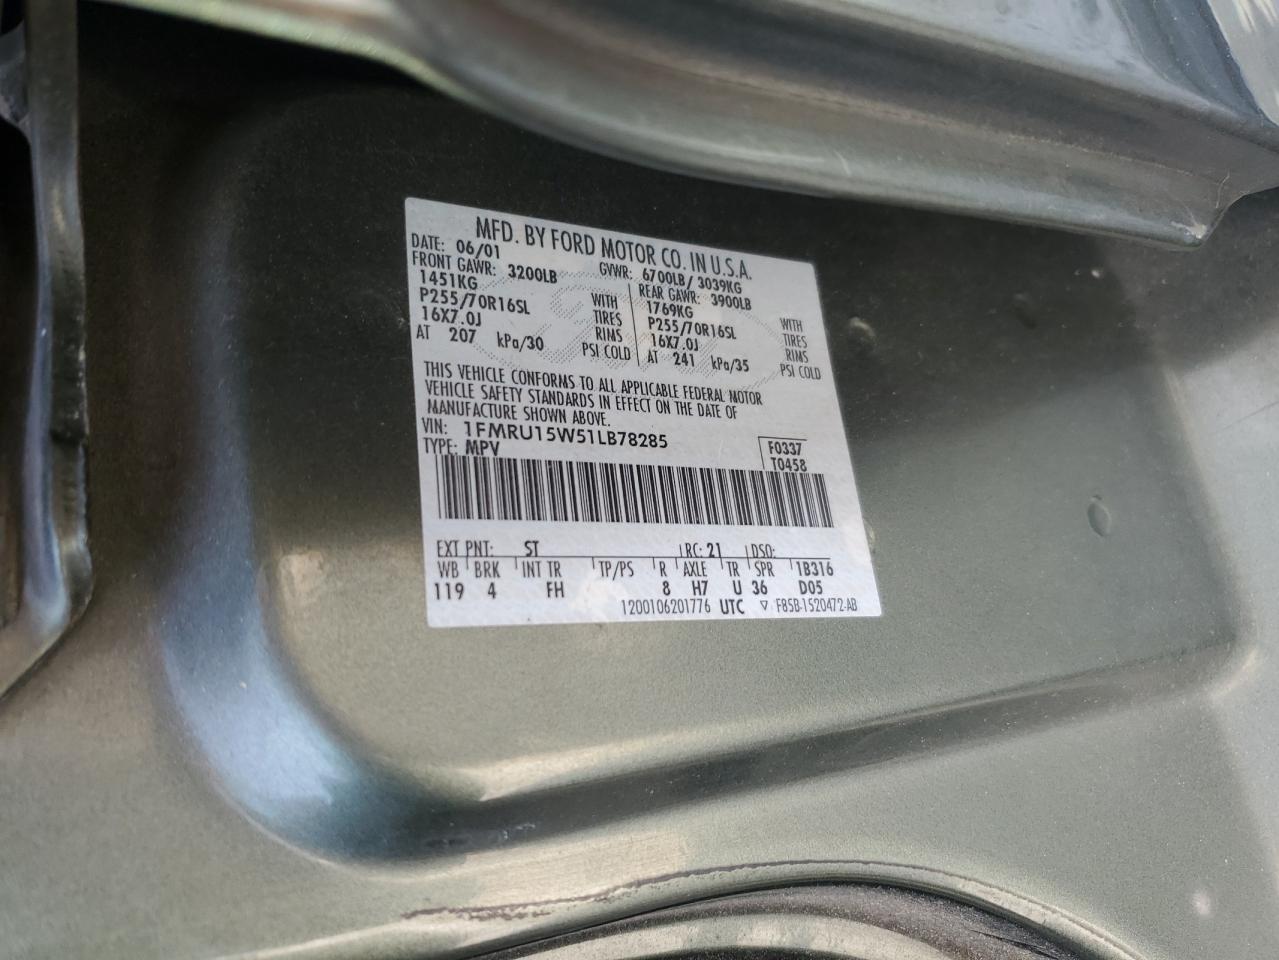 MFD. BY FORD MOTOR CO. IN U.S.A.
DATE: 06/01 GVWR: 6700LB/ 3039KG
FRONT GAWR: 3200LB REAR GAWR: 3900LB
1451KG WITH 1769KG WITH
P255/70R16SL TIRES P255/70R16SL TIRES
16X7.0J RIMS 16X7.0J RIMS
AT 207 kPa/30 PSI COLD AT 241 kPa/35 PSI COLD
THIS VEHICLE CONFORMS TO ALL APPLICABLE FEDERAL MOTOR
VEHICLE SAFETY STANDARDS IN EFFECT ON THE DATE OF
MANUFACTURE SHOWN ABOVE.
VIN: 1FMRU15W51LB78285 F0337
TYPE: MPV T0458
EXT PNT: ST RC: 21 DSO:
WB BRK INT TR TP/PS R AXLE TR SPR 1B316
119 4 FH 8 H7 U 36 D05
1200106201776 UTC ▽ F85B-1520472-AB